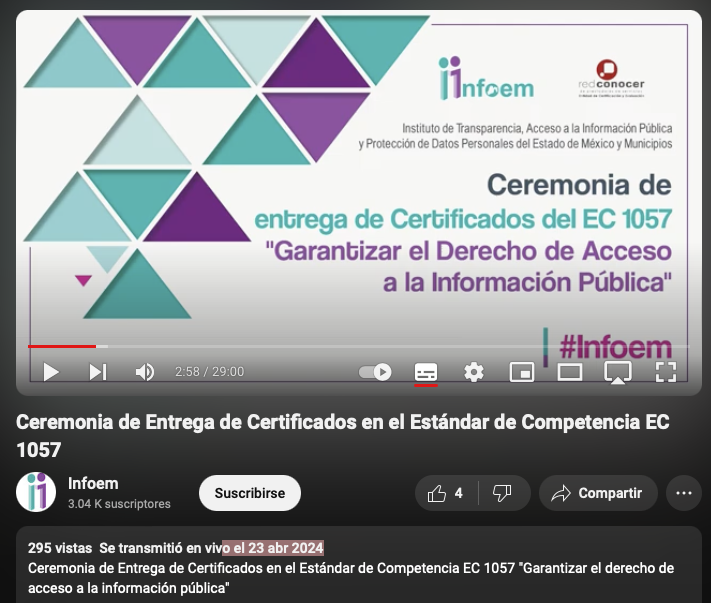 infoem
redconocer
Instituto de Transparencia, Acceso a la Información Pública
y Protección de Datos Personales del Estado de México y Municipios
Ceremonia de
entrega de Certificados del EC 1057
"Garantizar el Derecho de Acceso
a la Información Pública"
#Infoem
2:58 / 29:00
Ceremonia de Entrega de Certificados en el Estándar de Competencia EC
1057
Infoem
3.04 K suscriptores
Suscribirse
4
Compartir
295 vistas Se transmitió en vivo el 23 abr 2024
Ceremonia de Entrega de Certificados en el Estándar de Competencia EC 1057 "Garantizar el derecho de
acceso a la información pública"